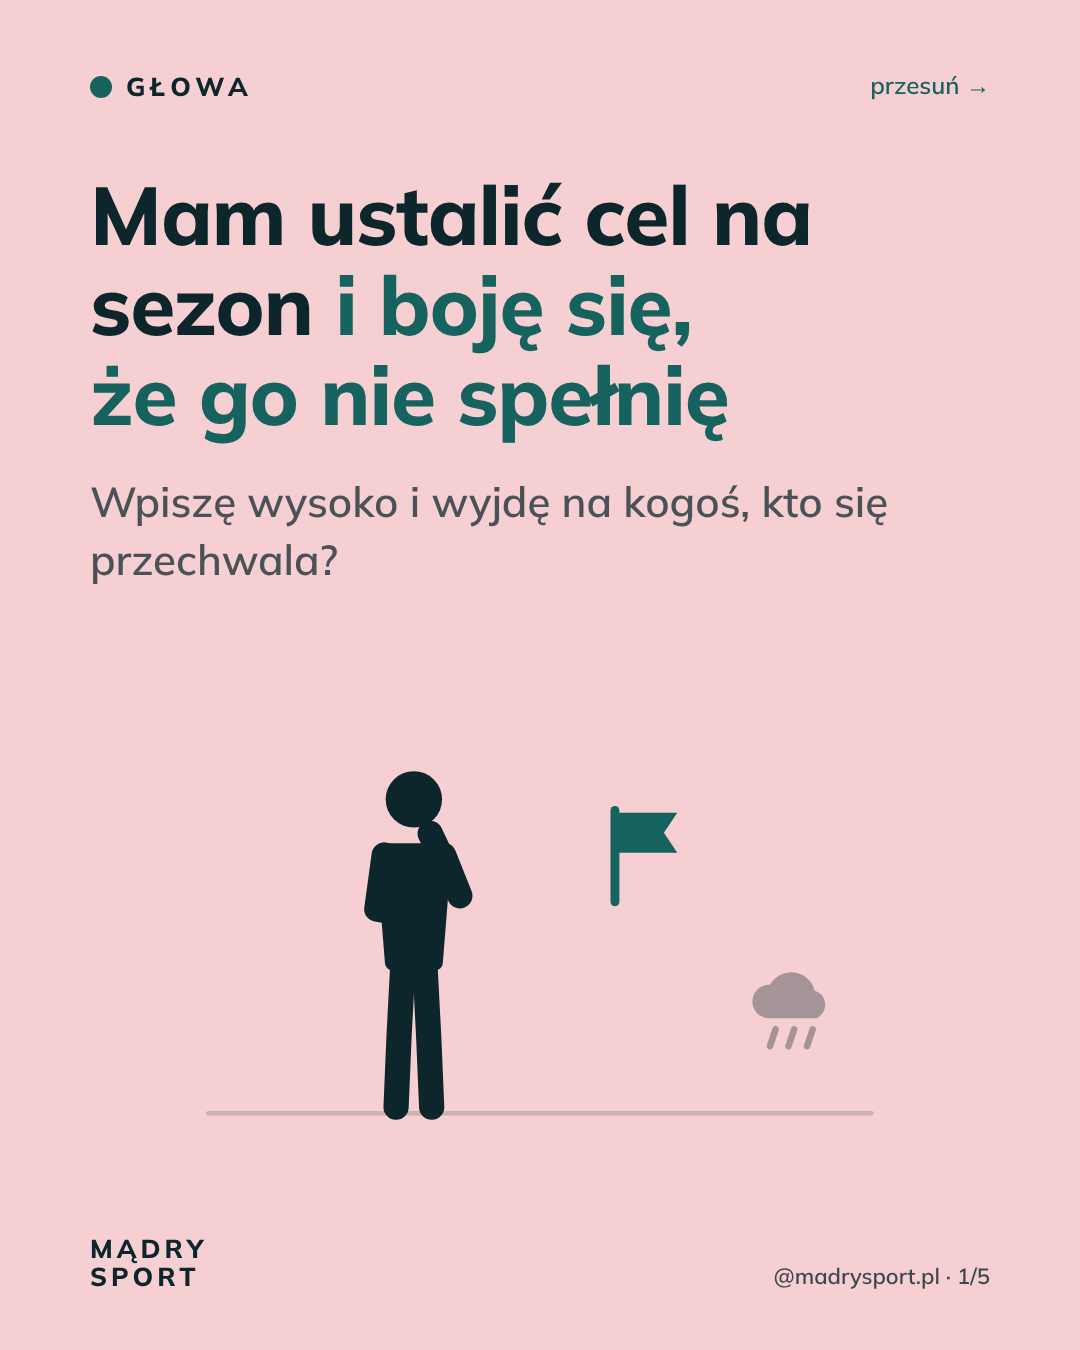 GŁOWA
przesuń →
Mam ustalić cel na
sezon i boję się,
że go nie spełnię
Wpiszę wysoko i wyjdę na kogoś, kto się
przechwala?
MĄDRY
SPORT
@madrysport.pl · 1/5